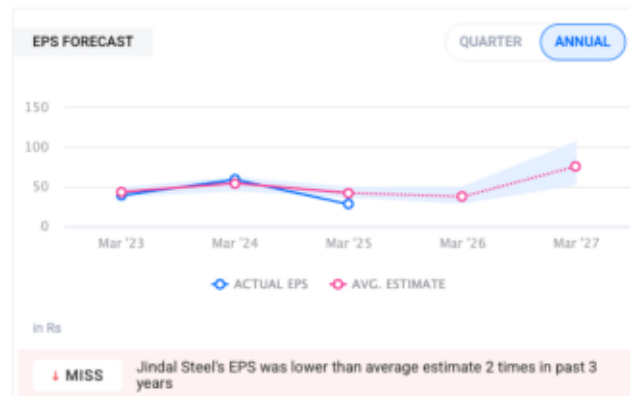 EPS FORECAST
QUARTER
ANNUAL
150
100
50
0
Mar '23
Mar '24
Mar '25
Mar '26
Mar '27
ACTUAL EPS
AVG. ESTIMATE
in Rs
↓ MISS
Jindal Steel's EPS was lower than average estimate 2 times in past 3
years